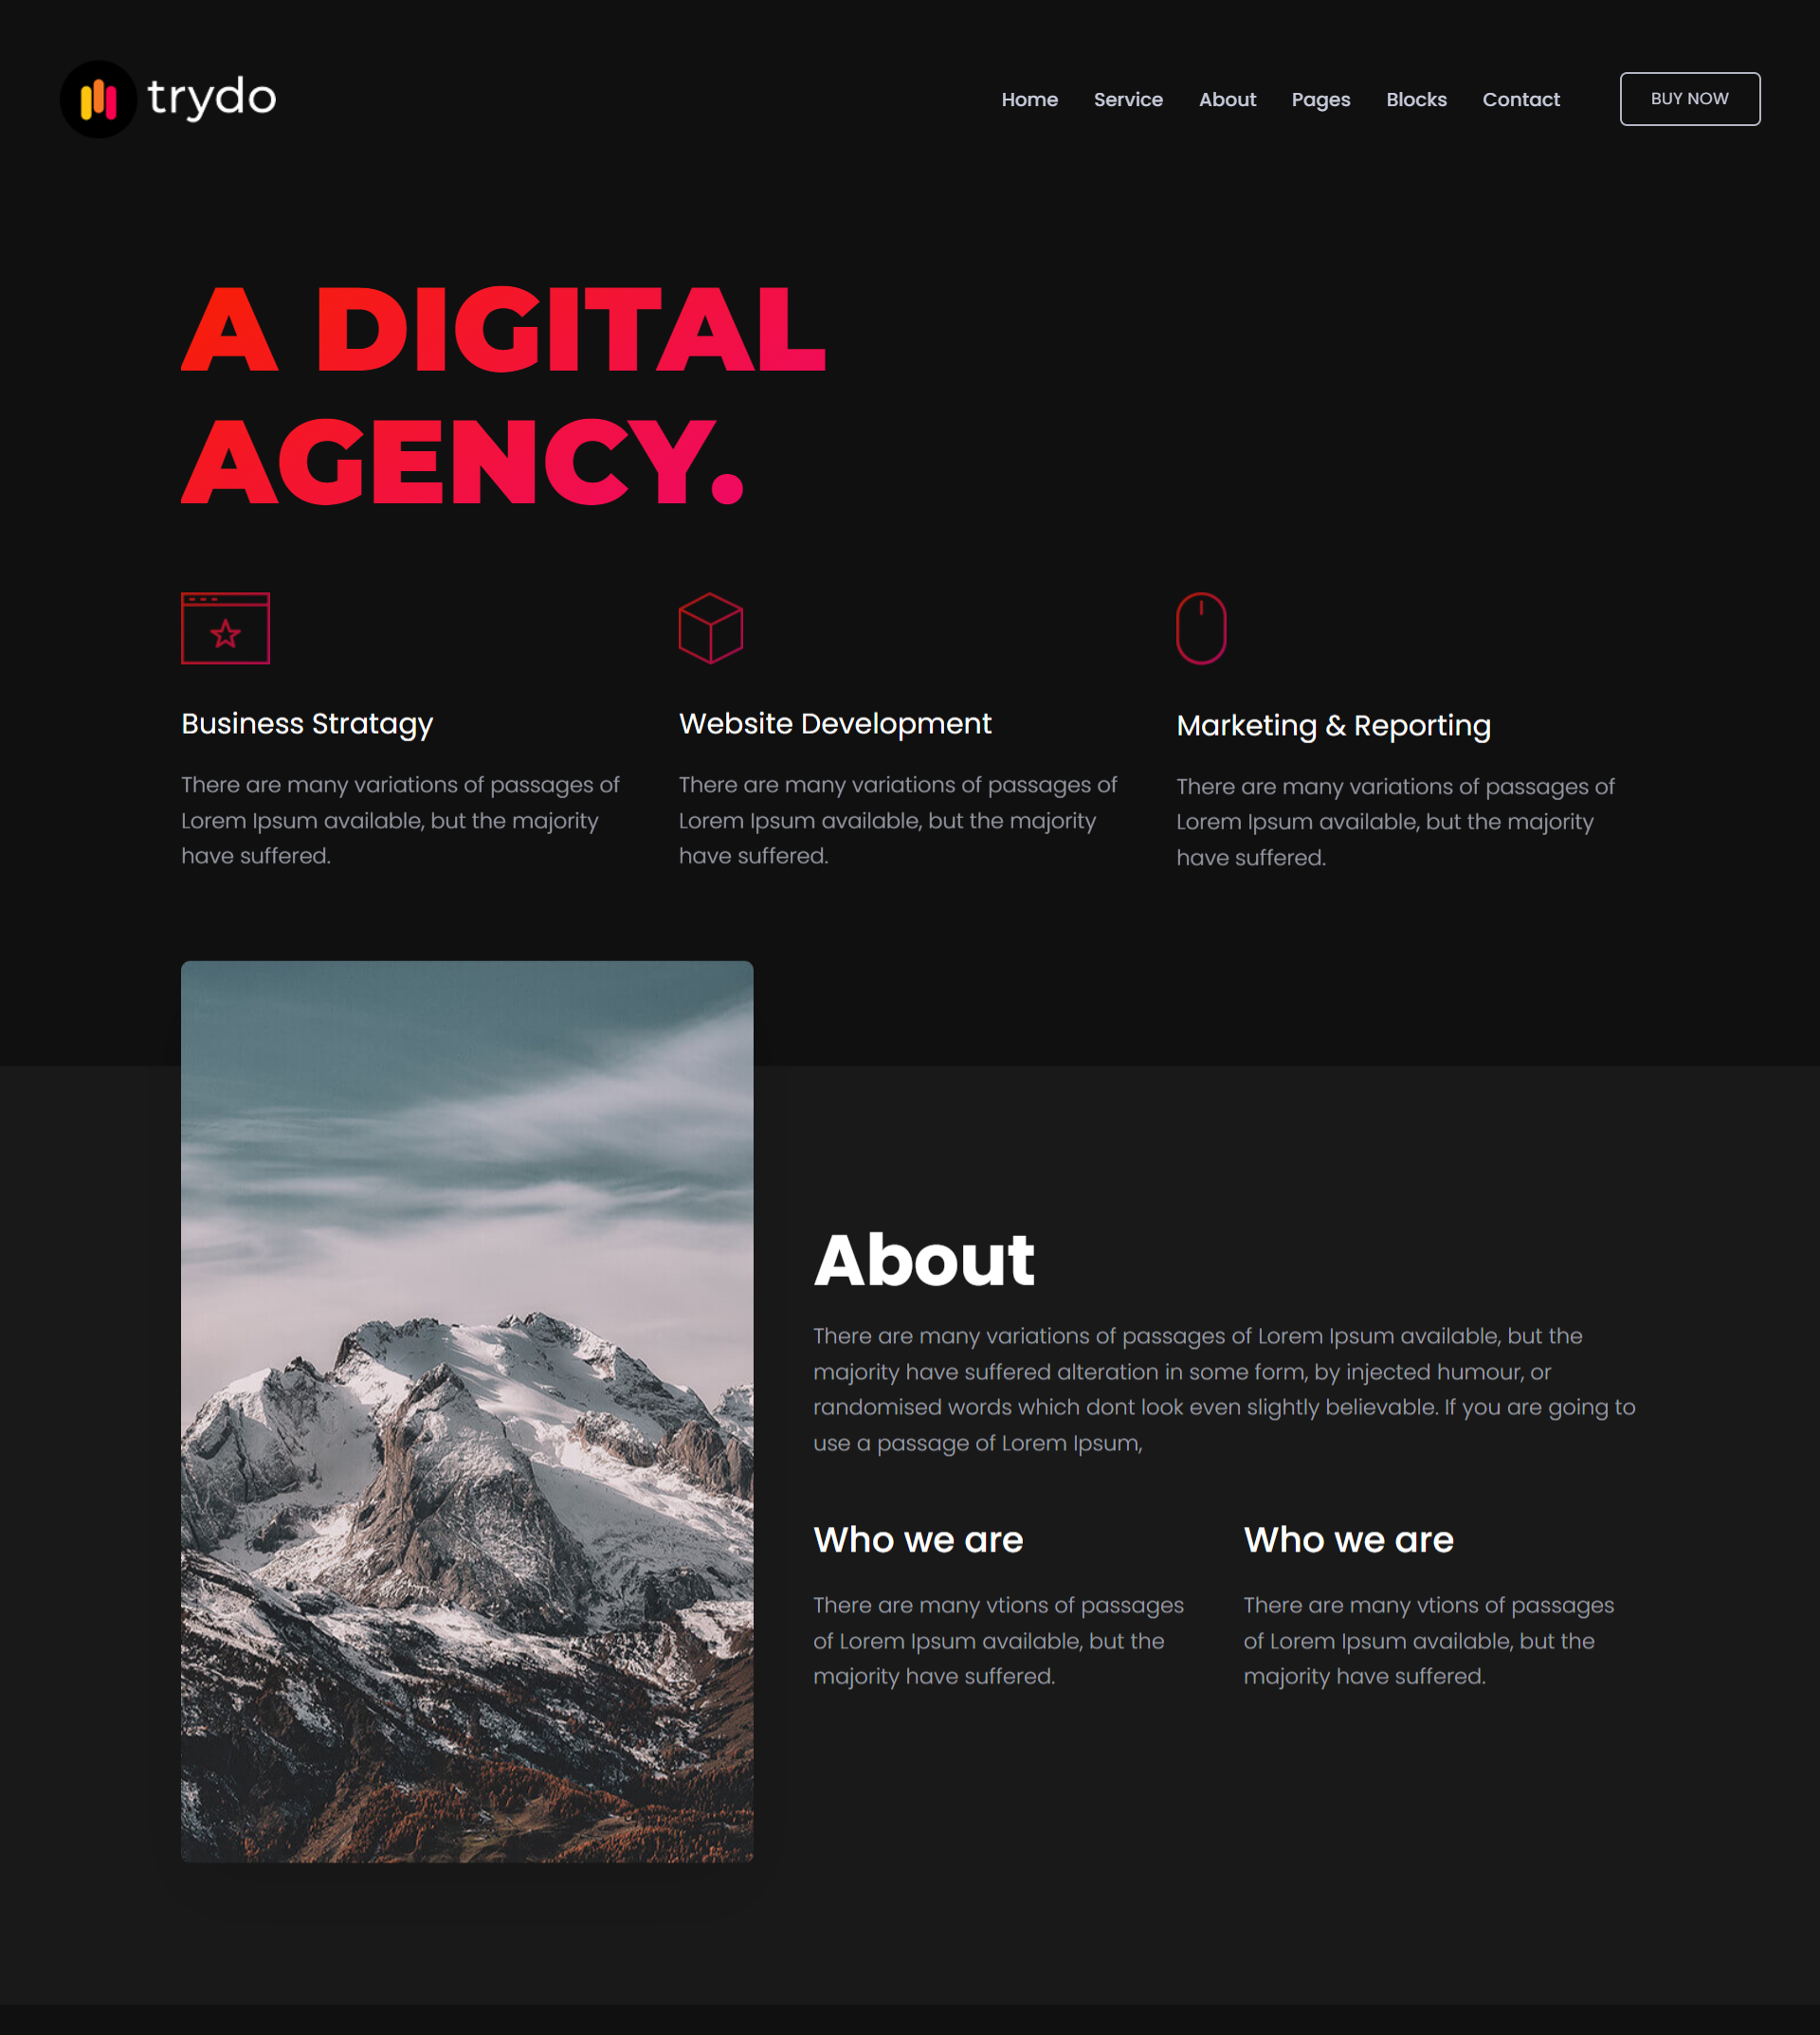 trydo
Home Service About Pages Blocks Contact BUY NOW
A DIGITAL
AGENCY.
Business Stratagy
There are many variations of passages of
Lorem Ipsum available, but the majority
have suffered.
Website Development
There are many variations of passages of
Lorem Ipsum available, but the majority
have suffered.
Marketing & Reporting
There are many variations of passages of
Lorem Ipsum available, but the majority
have suffered.
About
There are many variations of passages of Lorem Ipsum available, but the
majority have suffered alteration in some form, by injected humour, or
randomised words which dont look even slightly believable. If you are going to
use a passage of Lorem Ipsum,
Who we are
There are many vtions of passages
of Lorem Ipsum available, but the
majority have suffered.
Who we are
There are many vtions of passages
of Lorem Ipsum available, but the
majority have suffered.